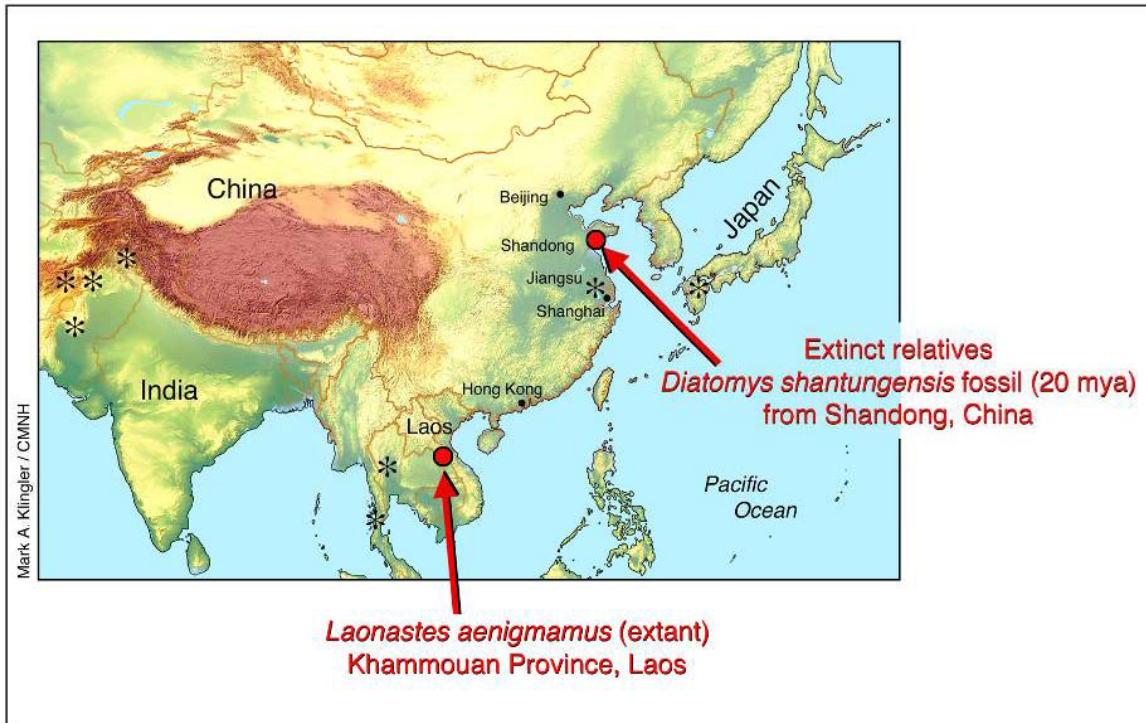 China
Beijing
Japan
Shandong
Jiangsu
Shanghai
Extinct relatives
Diatomys shantungensis fossil (20 mya)
from Shandong, China
India
Hong Kong
Laos
Pacific
Ocean
Mark A. Klingler / CMNH
Laonastes aenigmamus (extant)
Khammouan Province, Laos